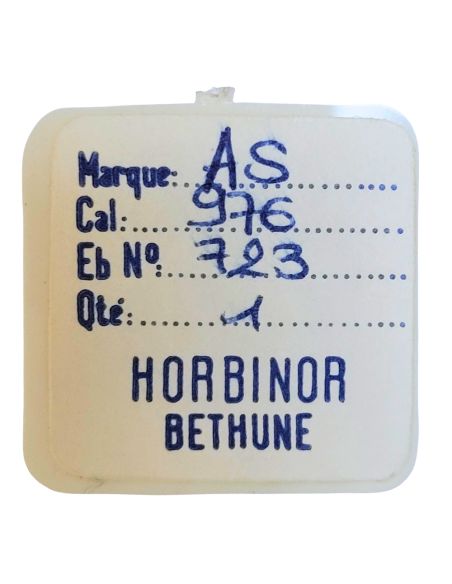 Marque: AS
Cal: 976
Eb Nº: 723
Qté: 1
HORBINOR
BETHUNE